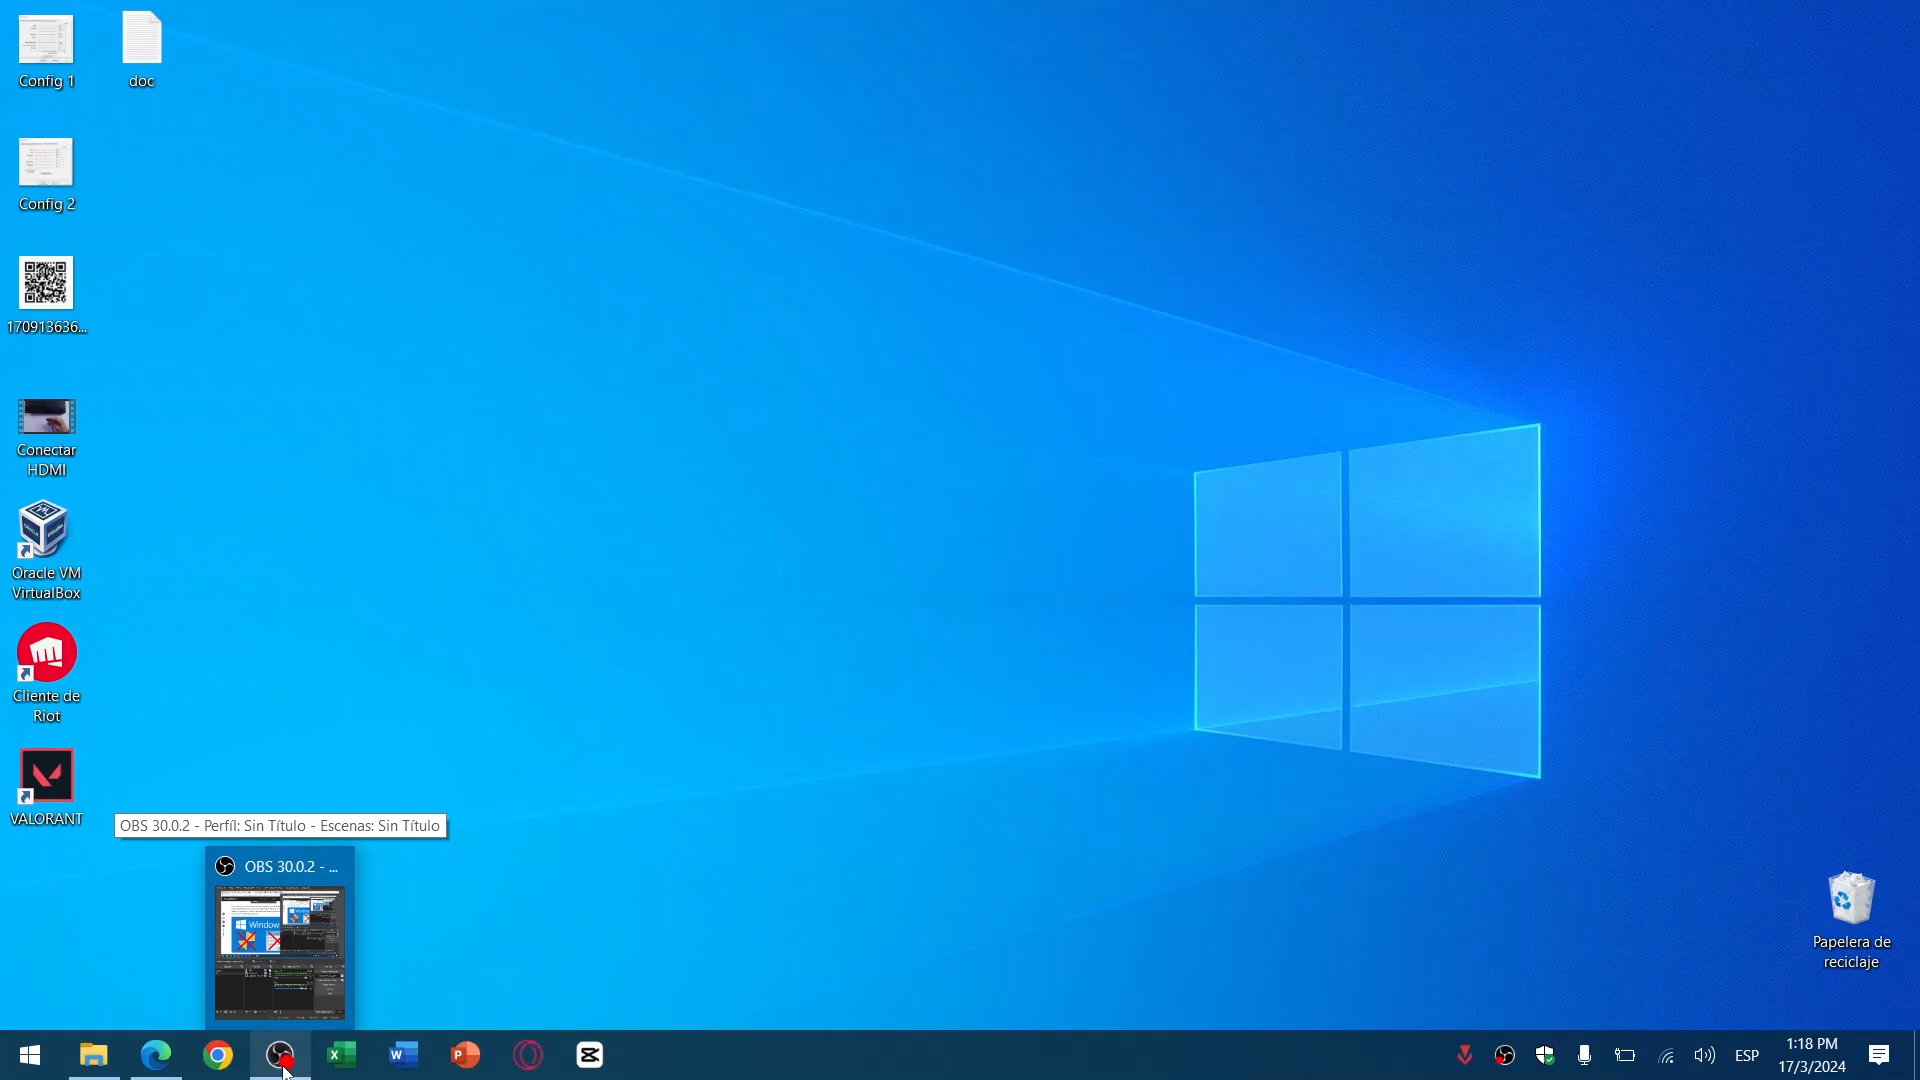 Config 1
doc
Config 2
170913636...
Conectar
HDMI
Oracle VM
VirtualBox
Cliente de
Riot
VALORANT
OBS 30.0.2 - Perfíl: Sin Título - Escenas: Sin Título
OBS 30.0.2 - ...
Window
Papelera de
reciclaje
ESP
1:18 PM
17/3/2024